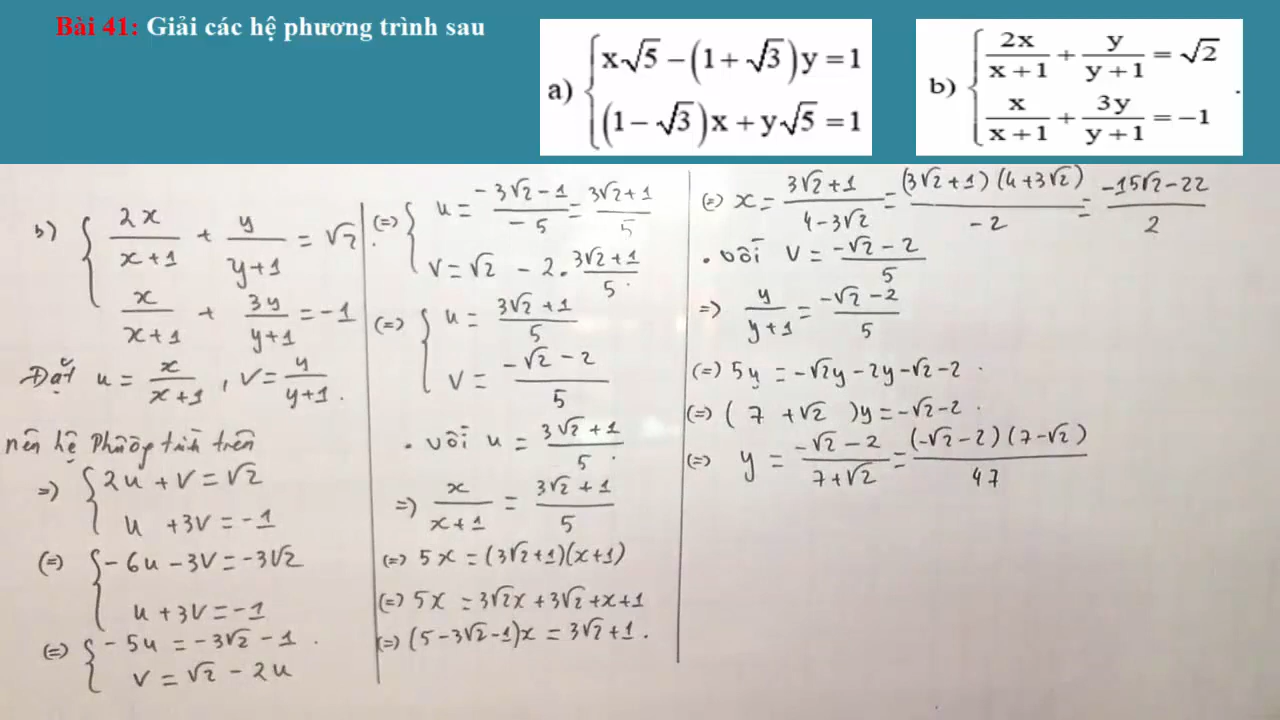 Bài 41: Giải các hệ phương trình sau
a) { x√5 − (1 + √3)y = 1
(1 − √3)x + y√5 = 1
b) { 2x/(x + 1) + y/(y + 1) = √2
x/(x + 1) + 3y/(y + 1) = −1 .
b) { 2x/(x+1) + y/(y+1) = √2
x/(x+1) + 3y/(y+1) = -1
Đặt u = x/(x+1) , v = y/(y+1) .
nên hệ Phương trình trên
=) { 2u + v = √2
u + 3v = -1
(=) { -6u - 3v = -3√2
u + 3v = -1
(=) { -5u = -3√2 - 1 .
v = √2 - 2u
(=) { u = (-3√2 - 1)/(-5) = (3√2 + 1)/5
v = √2 - 2 . (3√2 + 1)/5 .
(=) { u = (3√2 + 1)/5
v = (-√2 - 2)/5
. với u = (3√2 + 1)/5 .
=) x/(x+1) = (3√2 + 1)/5
(=) 5x = (3√2+1)(x+1)
(=) 5x = 3√2x + 3√2 + x + 1
(=) (5 - 3√2 - 1)x = 3√2 + 1 .
(=) x = (3√2 + 1)/(4 - 3√2) = (3√2 + 1)(4 + 3√2)/(-2) = (-15√2 - 22)/2
. với v = (-√2 - 2)/5
=) y/(y+1) = (-√2 - 2)/5
(=) 5y = -√2y - 2y - √2 - 2 .
(=) ( 7 + √2 )y = -√2 - 2 .
(=) y = (-√2 - 2)/(7 + √2) = (-√2 - 2)(7 - √2)/47